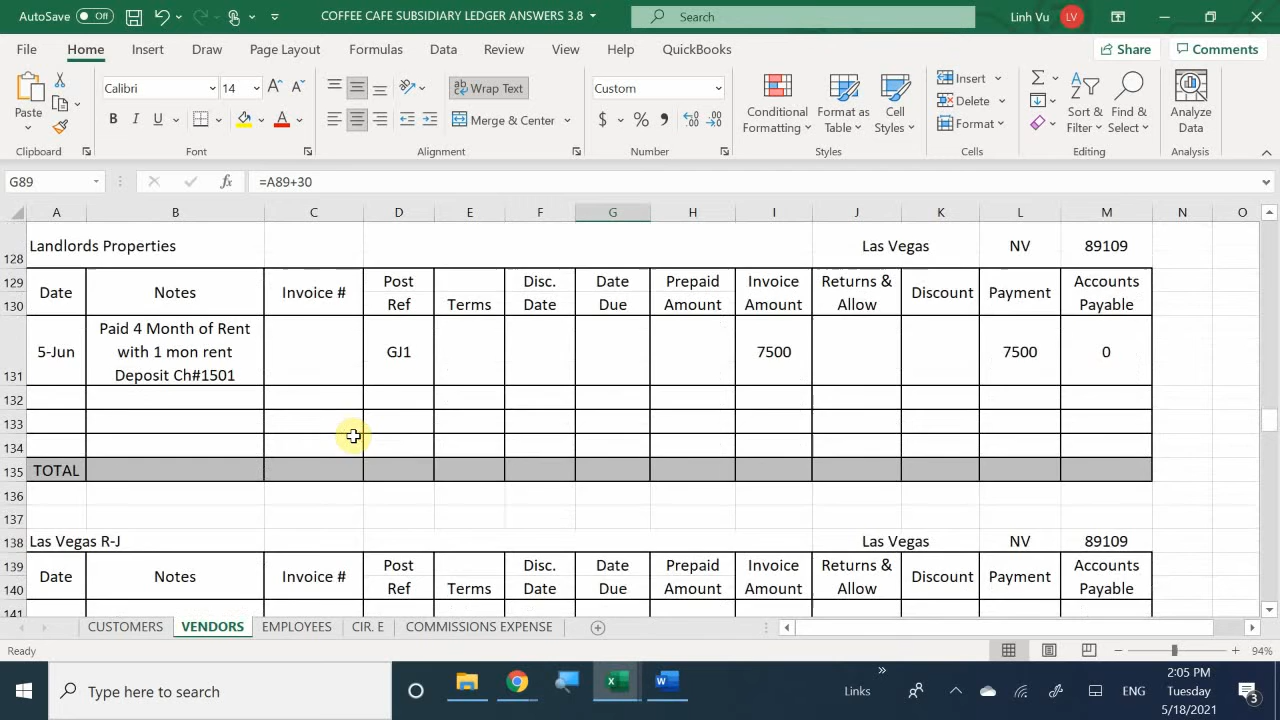 AutoSave Off COFFEE CAFE SUBSIDIARY LEDGER ANSWERS 3.8 Search Linh Vu LV
File Home Insert Draw Page Layout Formulas Data Review View Help QuickBooks Share Comments
Paste Calibri 14 Wrap Text Custom Conditional Formatting Format as Table Cell Styles Insert Sort & Filter Find & Select Analyze Data
B I U Merge & Center $ % Delete Format
Clipboard Font Alignment Number Styles Cells Editing Analysis
G89 fx =A89+30
A B C D E F G H I J K L M N O
128 Landlords Properties Las Vegas NV 89109
129 Date Notes Invoice # Post Ref Terms Disc. Date Date Due Prepaid Amount Invoice Amount Returns & Allow Discount Payment Accounts Payable
130
131 5-Jun Paid 4 Month of Rent with 1 mon rent Deposit Ch#1501 GJ1 7500 7500 0
132
133
134
135 TOTAL
136
137
138 Las Vegas R-J Las Vegas NV 89109
139 Date Notes Invoice # Post Ref Terms Disc. Date Date Due Prepaid Amount Invoice Amount Returns & Allow Discount Payment Accounts Payable
140
141
CUSTOMERS VENDORS EMPLOYEES CIR. E COMMISSIONS EXPENSE
Ready 94%
Type here to search Links ENG 2:05 PM
Tuesday
5/18/2021
3